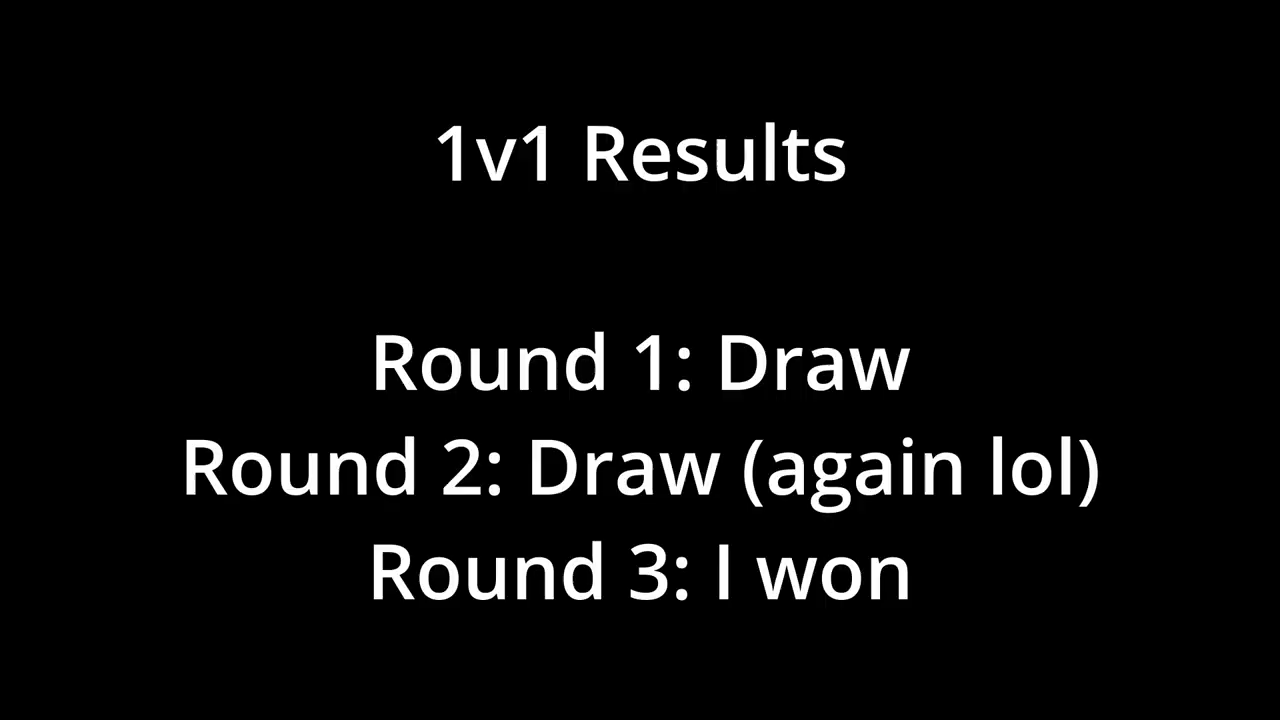 1v1 Results
Round 1: Draw
Round 2: Draw (again lol)
Round 3: I won